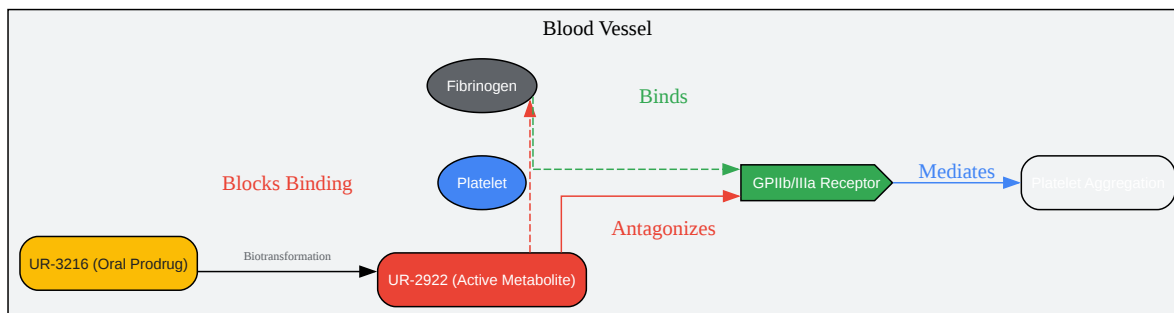 Blood Vessel
Fibrinogen
Binds
Blocks Binding
Platelet
GPIIb/IIIa Receptor
Mediates
Platelet Aggregation
Antagonizes
UR-3216 (Oral Prodrug)
Biotransformation
UR-2922 (Active Metabolite)